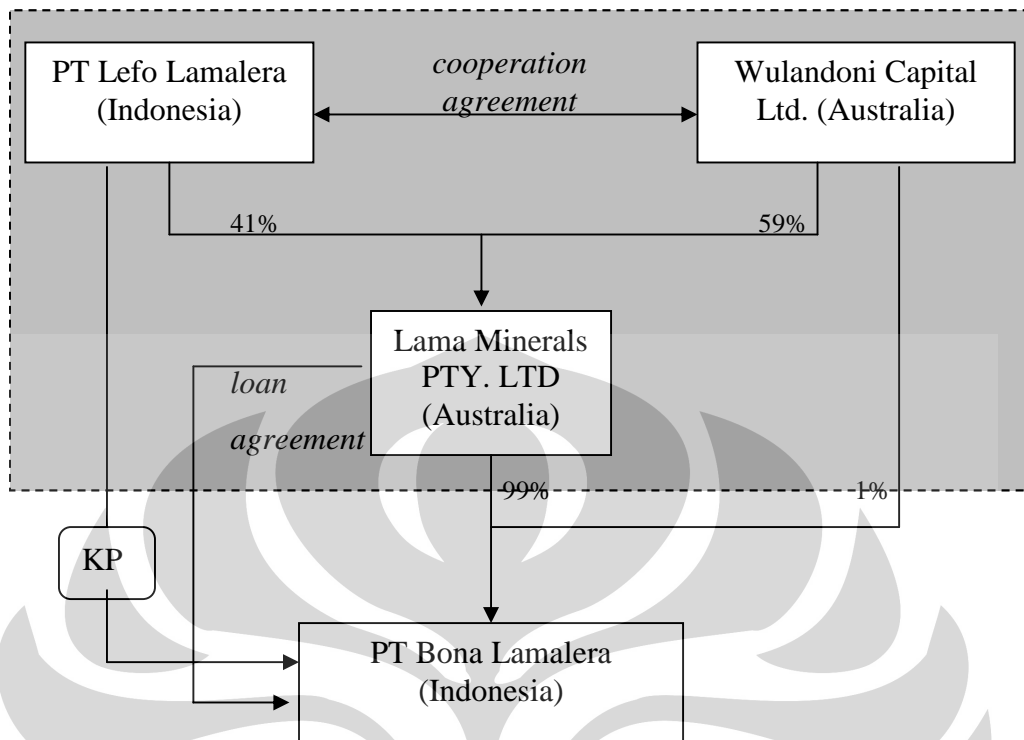 PT Lefo Lamalera
(Indonesia)
cooperation
agreement
Wulandoni Capital
Ltd. (Australia)
41%
59%
Lama Minerals
PTY. LTD
(Australia)
loan
agreement
99%
1%
KP
PT Bona Lamalera
(Indonesia)